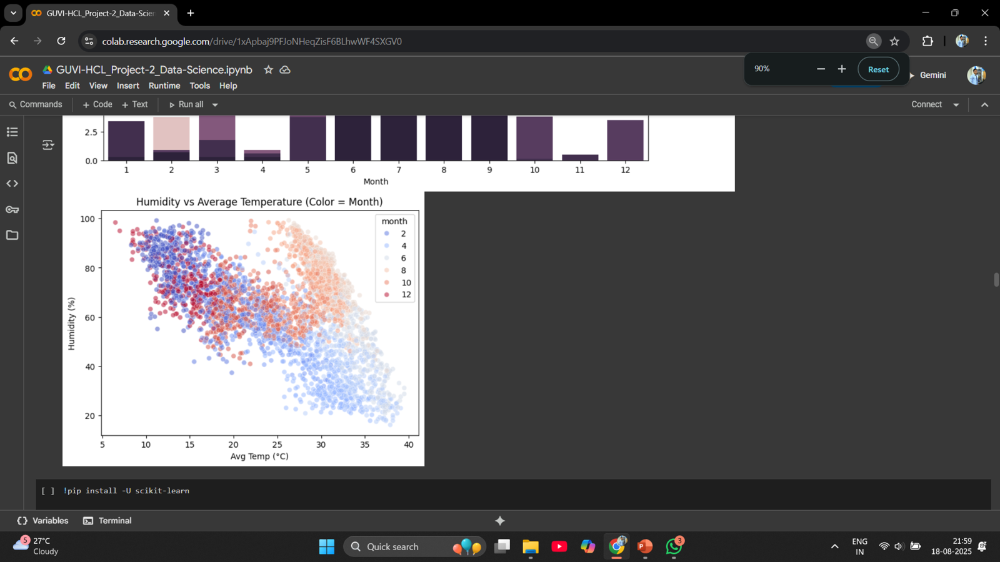 GUVI-HCL_Project-2_Data-Scien
colab.research.google.com/drive/1xApbaj9PFJoNHeqZisF6BLhwWF4SXGV0
GUVI-HCL_Project-2_Data-Science.ipynb
90%
Reset
Gemini
File Edit View Insert Runtime Tools Help
Commands + Code + Text Run all
Connect
2.5
0.0
1 2 3 4 5 6 7 8 9 10 11 12
Month
Humidity vs Average Temperature (Color = Month)
month
2
4
6
8
10
12
100
80
60
40
20
Humidity (%)
5 10 15 20 25 30 35 40
Avg Temp (°C)
[ ] !pip install -U scikit-learn
Variables Terminal
5
27°C
Cloudy
Quick search
3
ENG
IN
21:59
18-08-2025